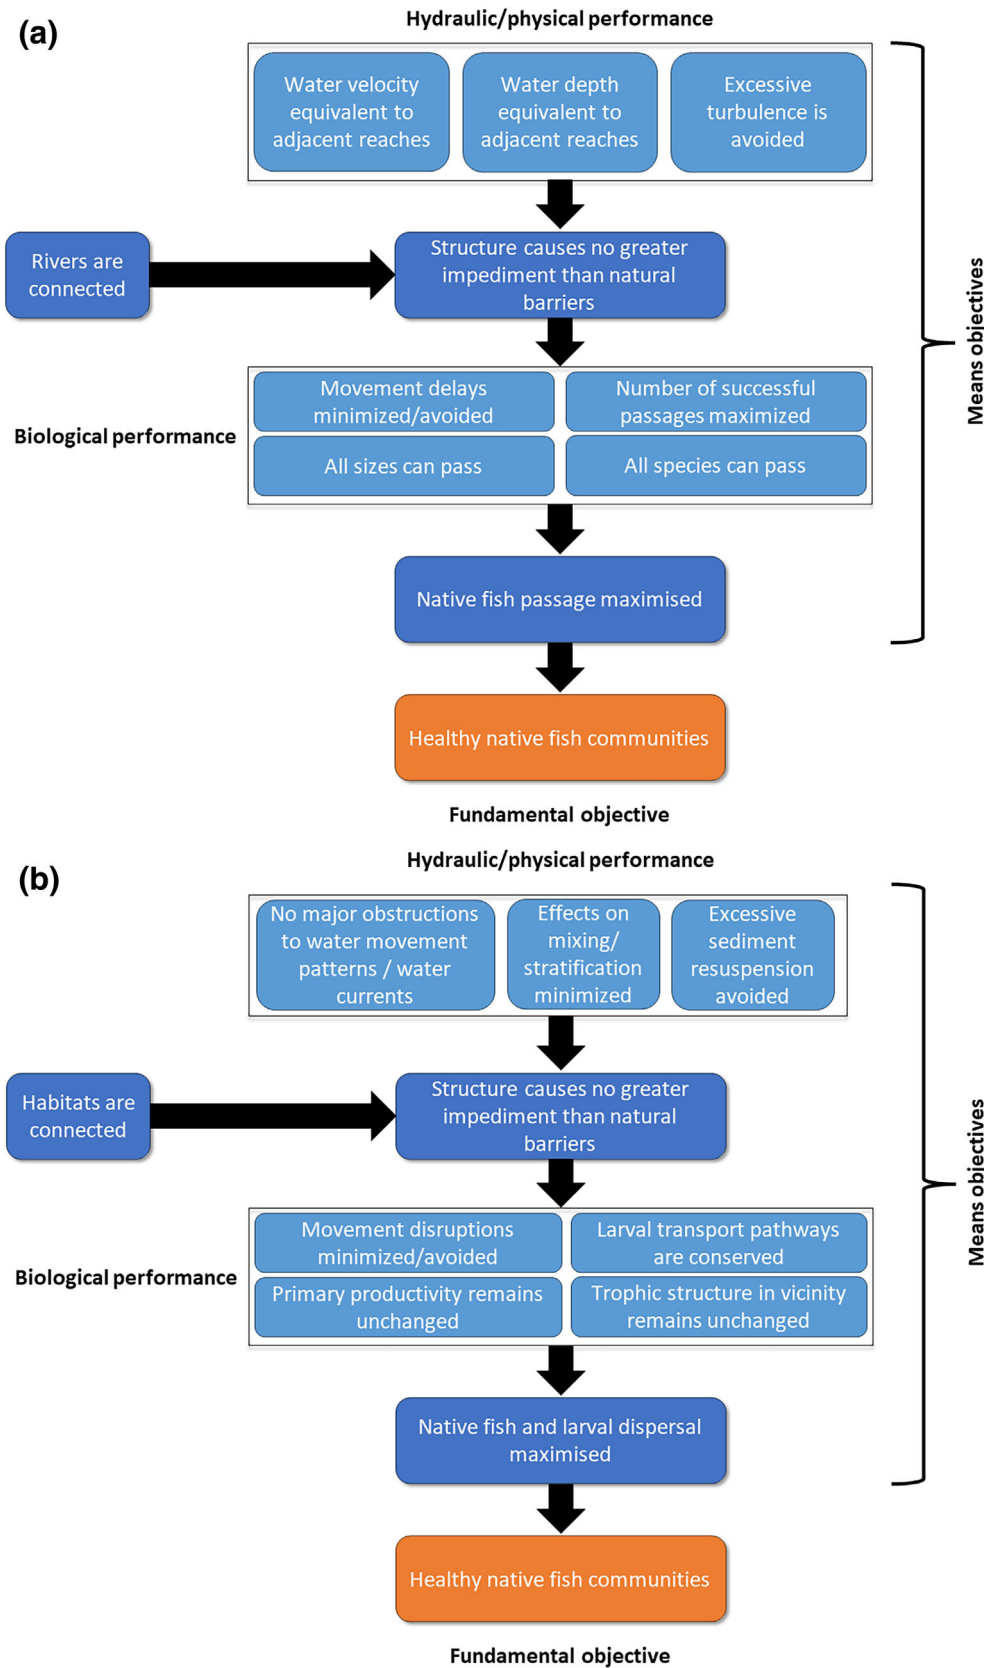 (a)
Hydraulic/physical performance
Water velocity
equivalent to
adjacent reaches
Water depth
equivalent to
adjacent reaches
Excessive
turbulence is
avoided
Rivers are
connected
Structure causes no greater
impediment than natural
barriers
Means objectives
Biological performance
Movement delays
minimized/avoided
Number of successful
passages maximized
All sizes can pass
All species can pass
Native fish passage maximised
Healthy native fish communities
Fundamental objective
(b)
Hydraulic/physical performance
No major obstructions
to water movement
patterns / water
currents
Effects on
mixing/
stratification
minimized
Excessive
sediment
resuspension
avoided
Habitats are
connected
Structure causes no greater
impediment than natural
barriers
Means objectives
Biological performance
Movement disruptions
minimized/avoided
Larval transport pathways
are conserved
Primary productivity remains
unchanged
Trophic structure in vicinity
remains unchanged
Native fish and larval dispersal
maximised
Healthy native fish communities
Fundamental objective